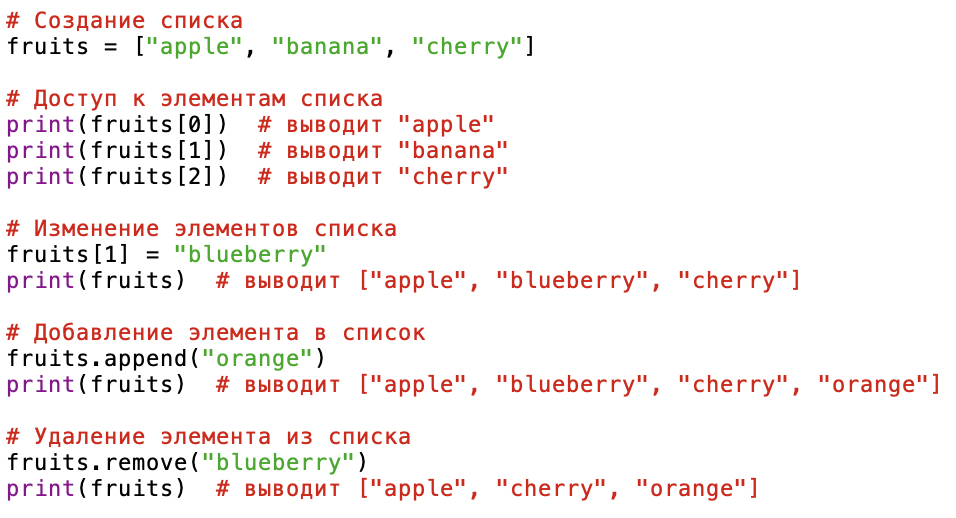 # Создание списка
fruits = ["apple", "banana", "cherry"]
# Доступ к элементам списка
print(fruits[0])  # выводит "apple"
print(fruits[1])  # выводит "banana"
print(fruits[2])  # выводит "cherry"
# Изменение элементов списка
fruits[1] = "blueberry"
print(fruits)  # выводит ["apple", "blueberry", "cherry"]
# Добавление элемента в список
fruits.append("orange")
print(fruits)  # выводит ["apple", "blueberry", "cherry", "orange"]
# Удаление элемента из списка
fruits.remove("blueberry")
print(fruits)  # выводит ["apple", "cherry", "orange"]